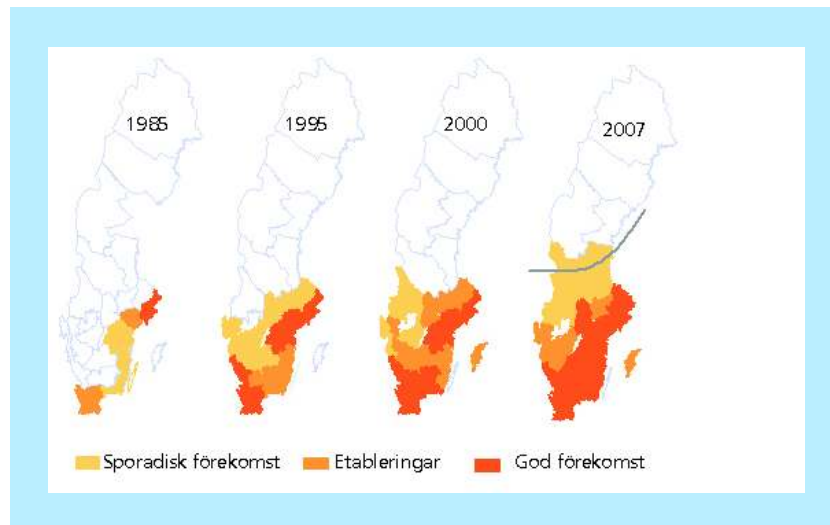 1985
1995
2000
2007
Sporadisk förekomst
Etableringar
God förekomst